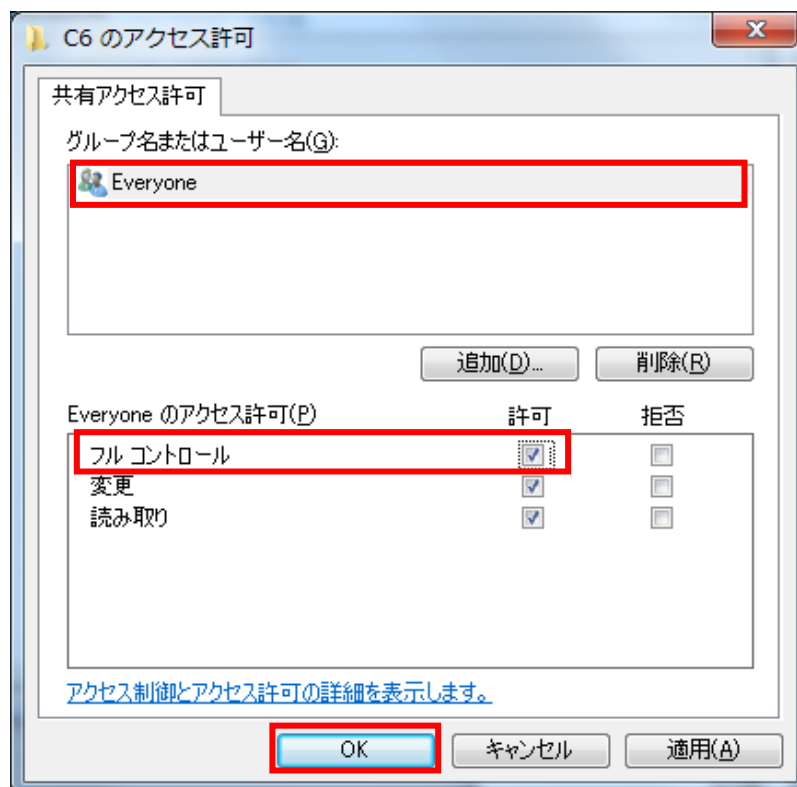 C6 のアクセス許可
共有アクセス許可
グループ名またはユーザー名(G):
Everyone
追加(D)... 削除(R)
Everyone のアクセス許可(P) 許可 拒否
フル コントロール
変更
読み取り
アクセス制御とアクセス許可の詳細を表示します。
OK キャンセル 適用(A)